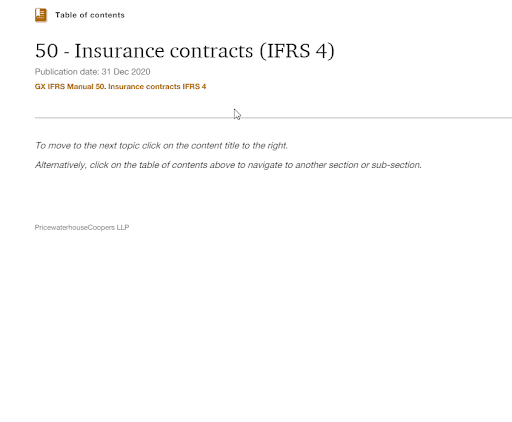 Table of contents
50 - Insurance contracts (IFRS 4)
Publication date: 31 Dec 2020
GX IFRS Manual 50. Insurance contracts IFRS 4
To move to the next topic click on the content title to the right.
Alternatively, click on the table of contents above to navigate to another section or sub-section.
PricewaterhouseCoopers LLP